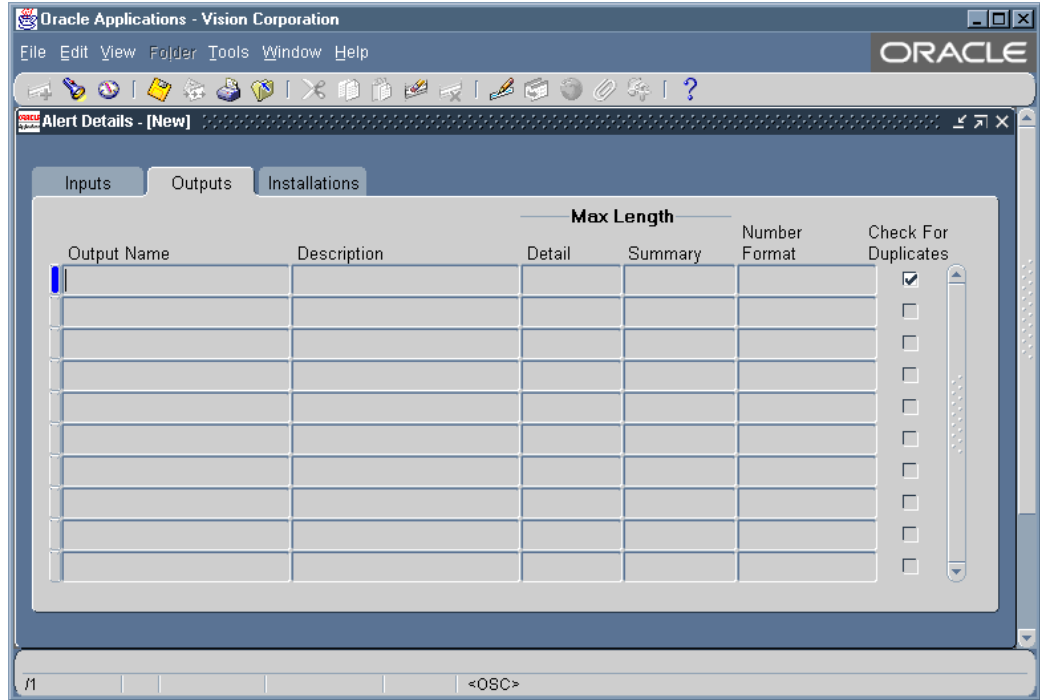 Oracle Applications - Vision Corporation
File Edit View Folder Tools Window Help
ORACLE
Alert Details - [New]
Inputs Outputs Installations
Max Length
Number Check For
Output Name Description Detail Summary Format Duplicates
/1 <OSC>